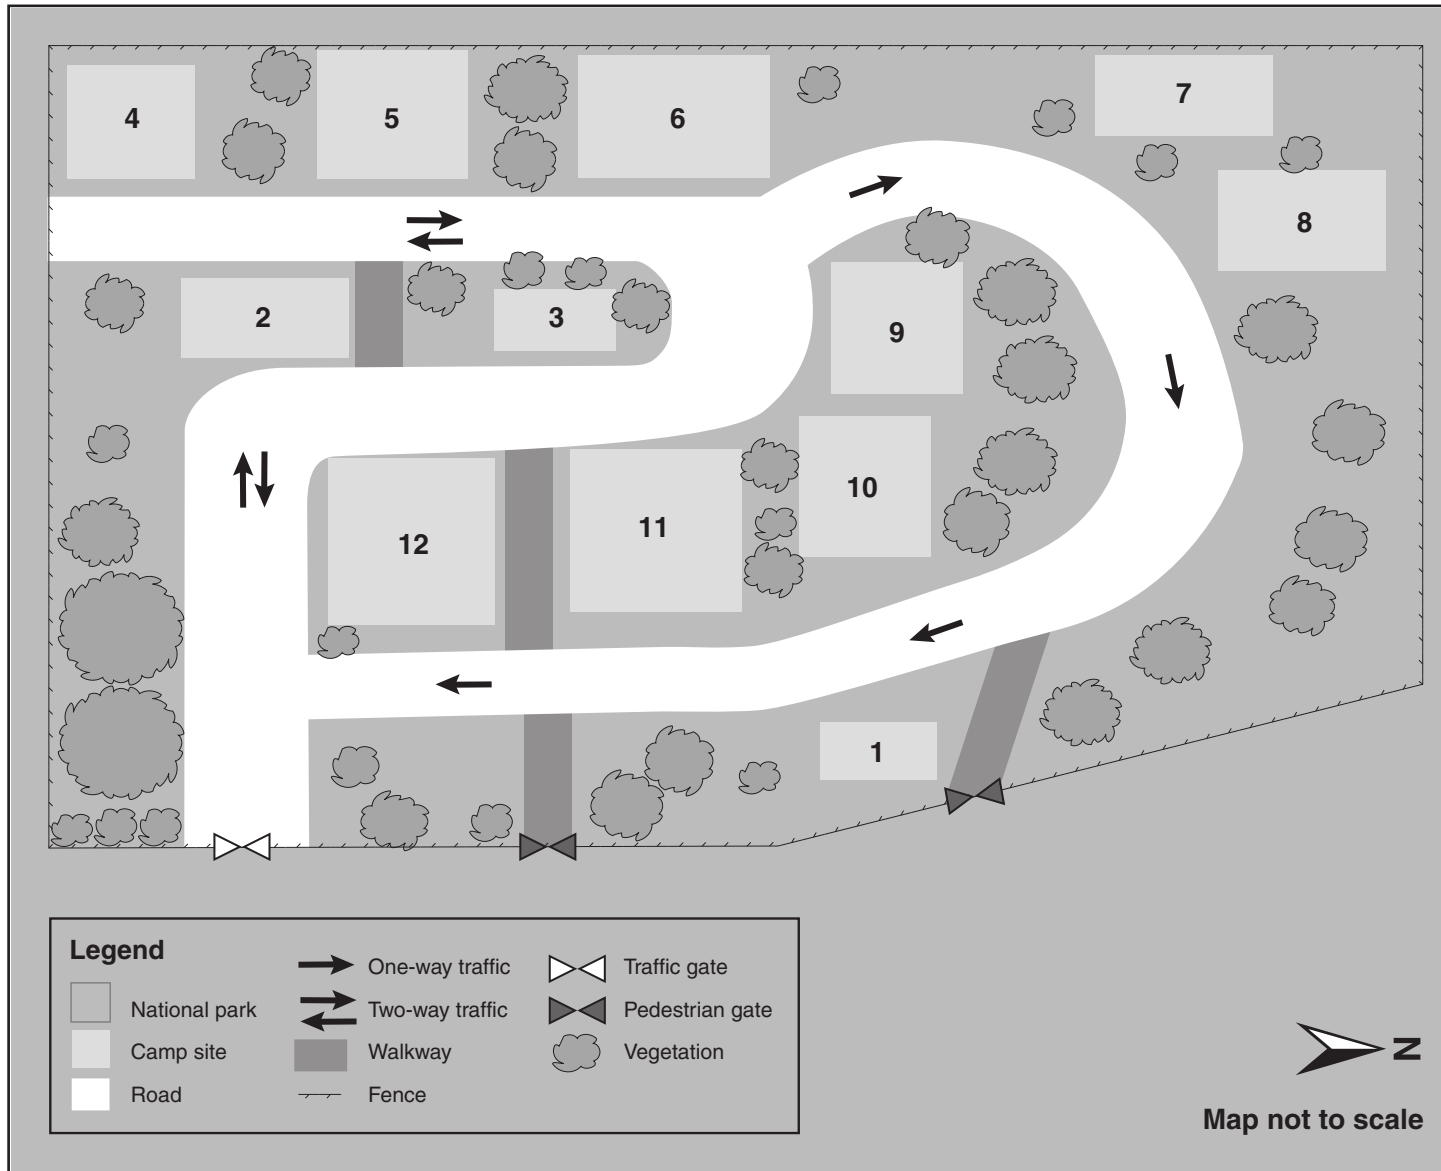 4
5
6
7
8
2
3
9
10
11
12
1
Legend
National park
Camp site
Road
One-way traffic
Two-way traffic
Walkway
Fence
Traffic gate
Pedestrian gate
Vegetation
N
Map not to scale